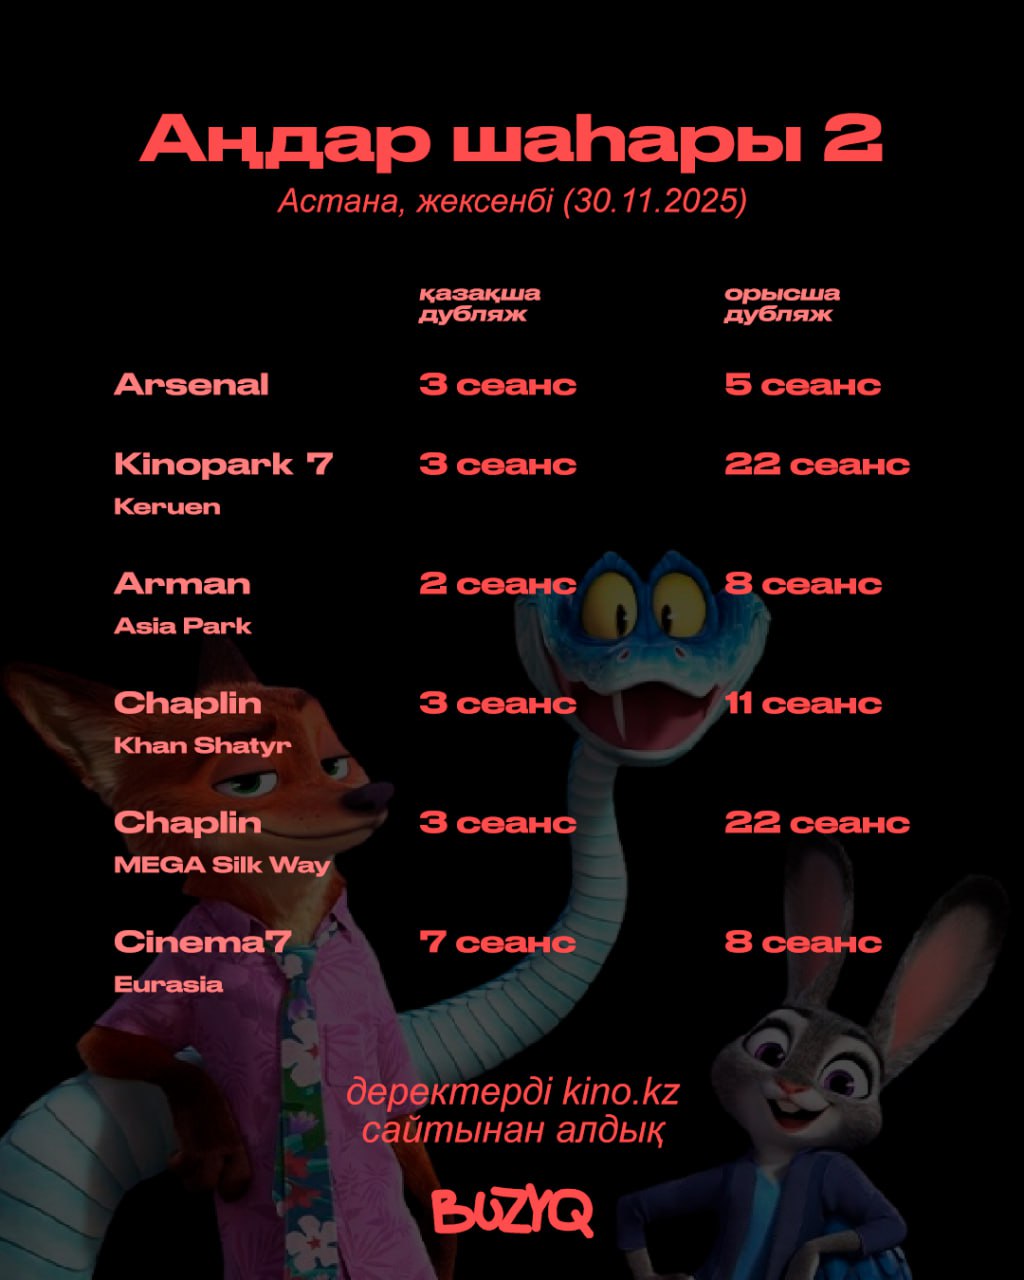 Аңдар шаһары 2
Астана, жексенбі (30.11.2025)
қазақша дубляж
орысша дубляж
Arsenal 3 сеанс 5 сеанс
Kinopark 7 3 сеанс 22 сеанс
Keruen
Arman 2 сеанс 8 сеанс
Asia Park
Chaplin 3 сеанс 11 сеанс
Khan Shatyr
Chaplin 3 сеанс 22 сеанс
MEGA Silk Way
Cinema7 7 сеанс 8 сеанс
Eurasia
деректерді kino.kz
сайтынан алдық
BUZYQ